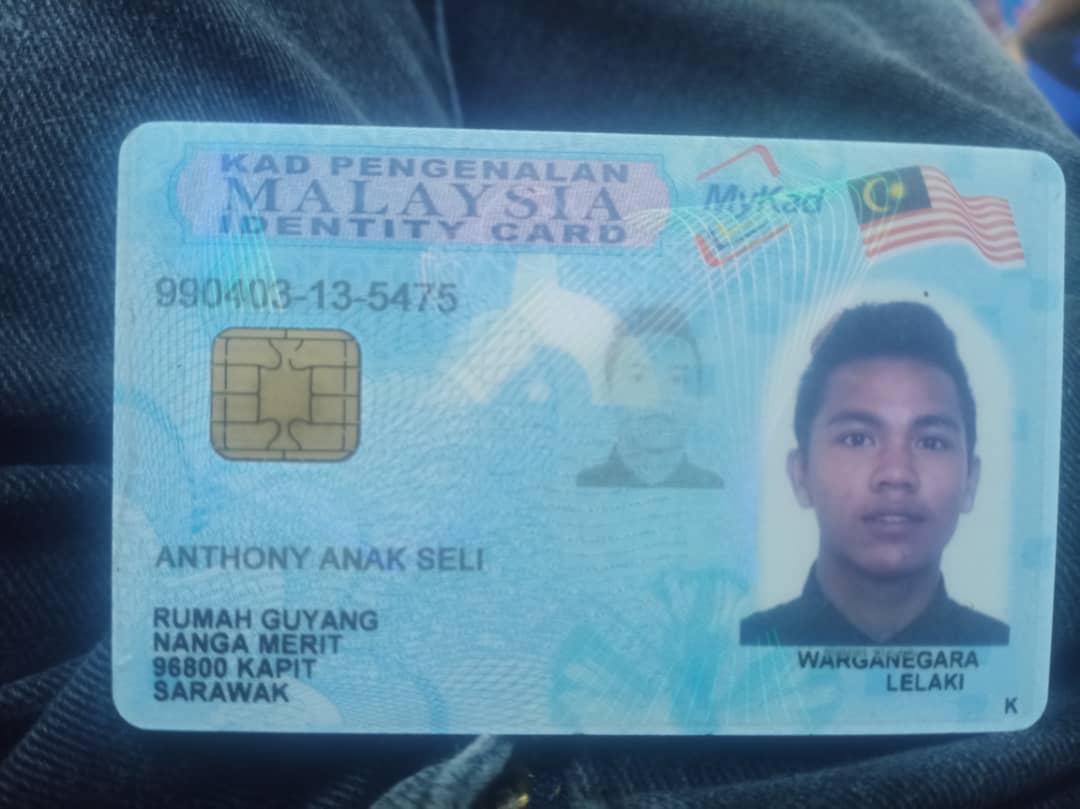 KAD PENGENALAN
MALAYSIA
IDENTITY CARD
MyKad
990403-13-5475
ANTHONY ANAK SELI
RUMAH GUYANG
NANGA MERIT
96800 KAPIT
SARAWAK
WARGANEGARA
LELAKI
K